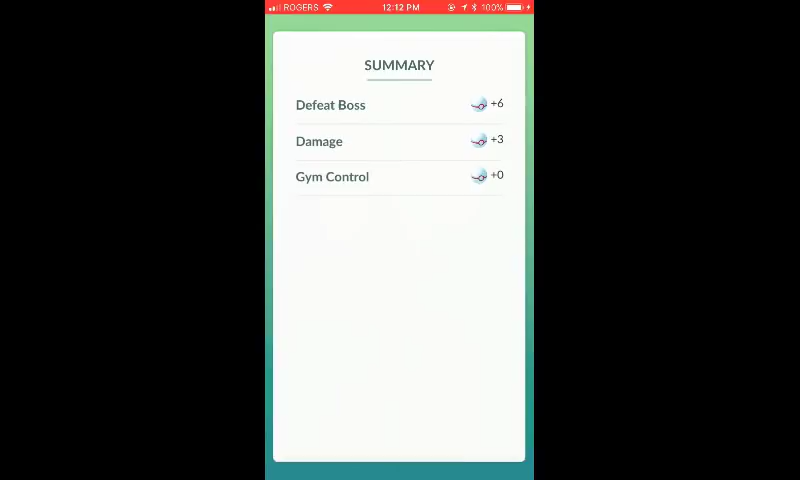 ROGERS 12:12 PM 100%
SUMMARY
Defeat Boss +6
Damage +3
Gym Control +0